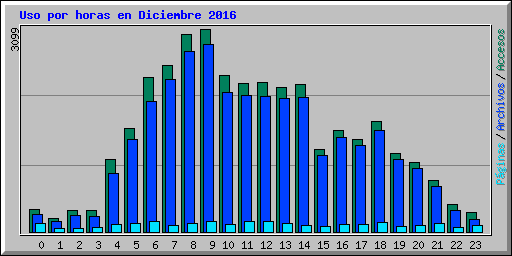 Uso por horas en Diciembre 2016
3099
Páginas / Archivos / Accesos
0 1 2 3 4 5 6 7 8 9 10 11 12 13 14 15 16 17 18 19 20 21 22 23